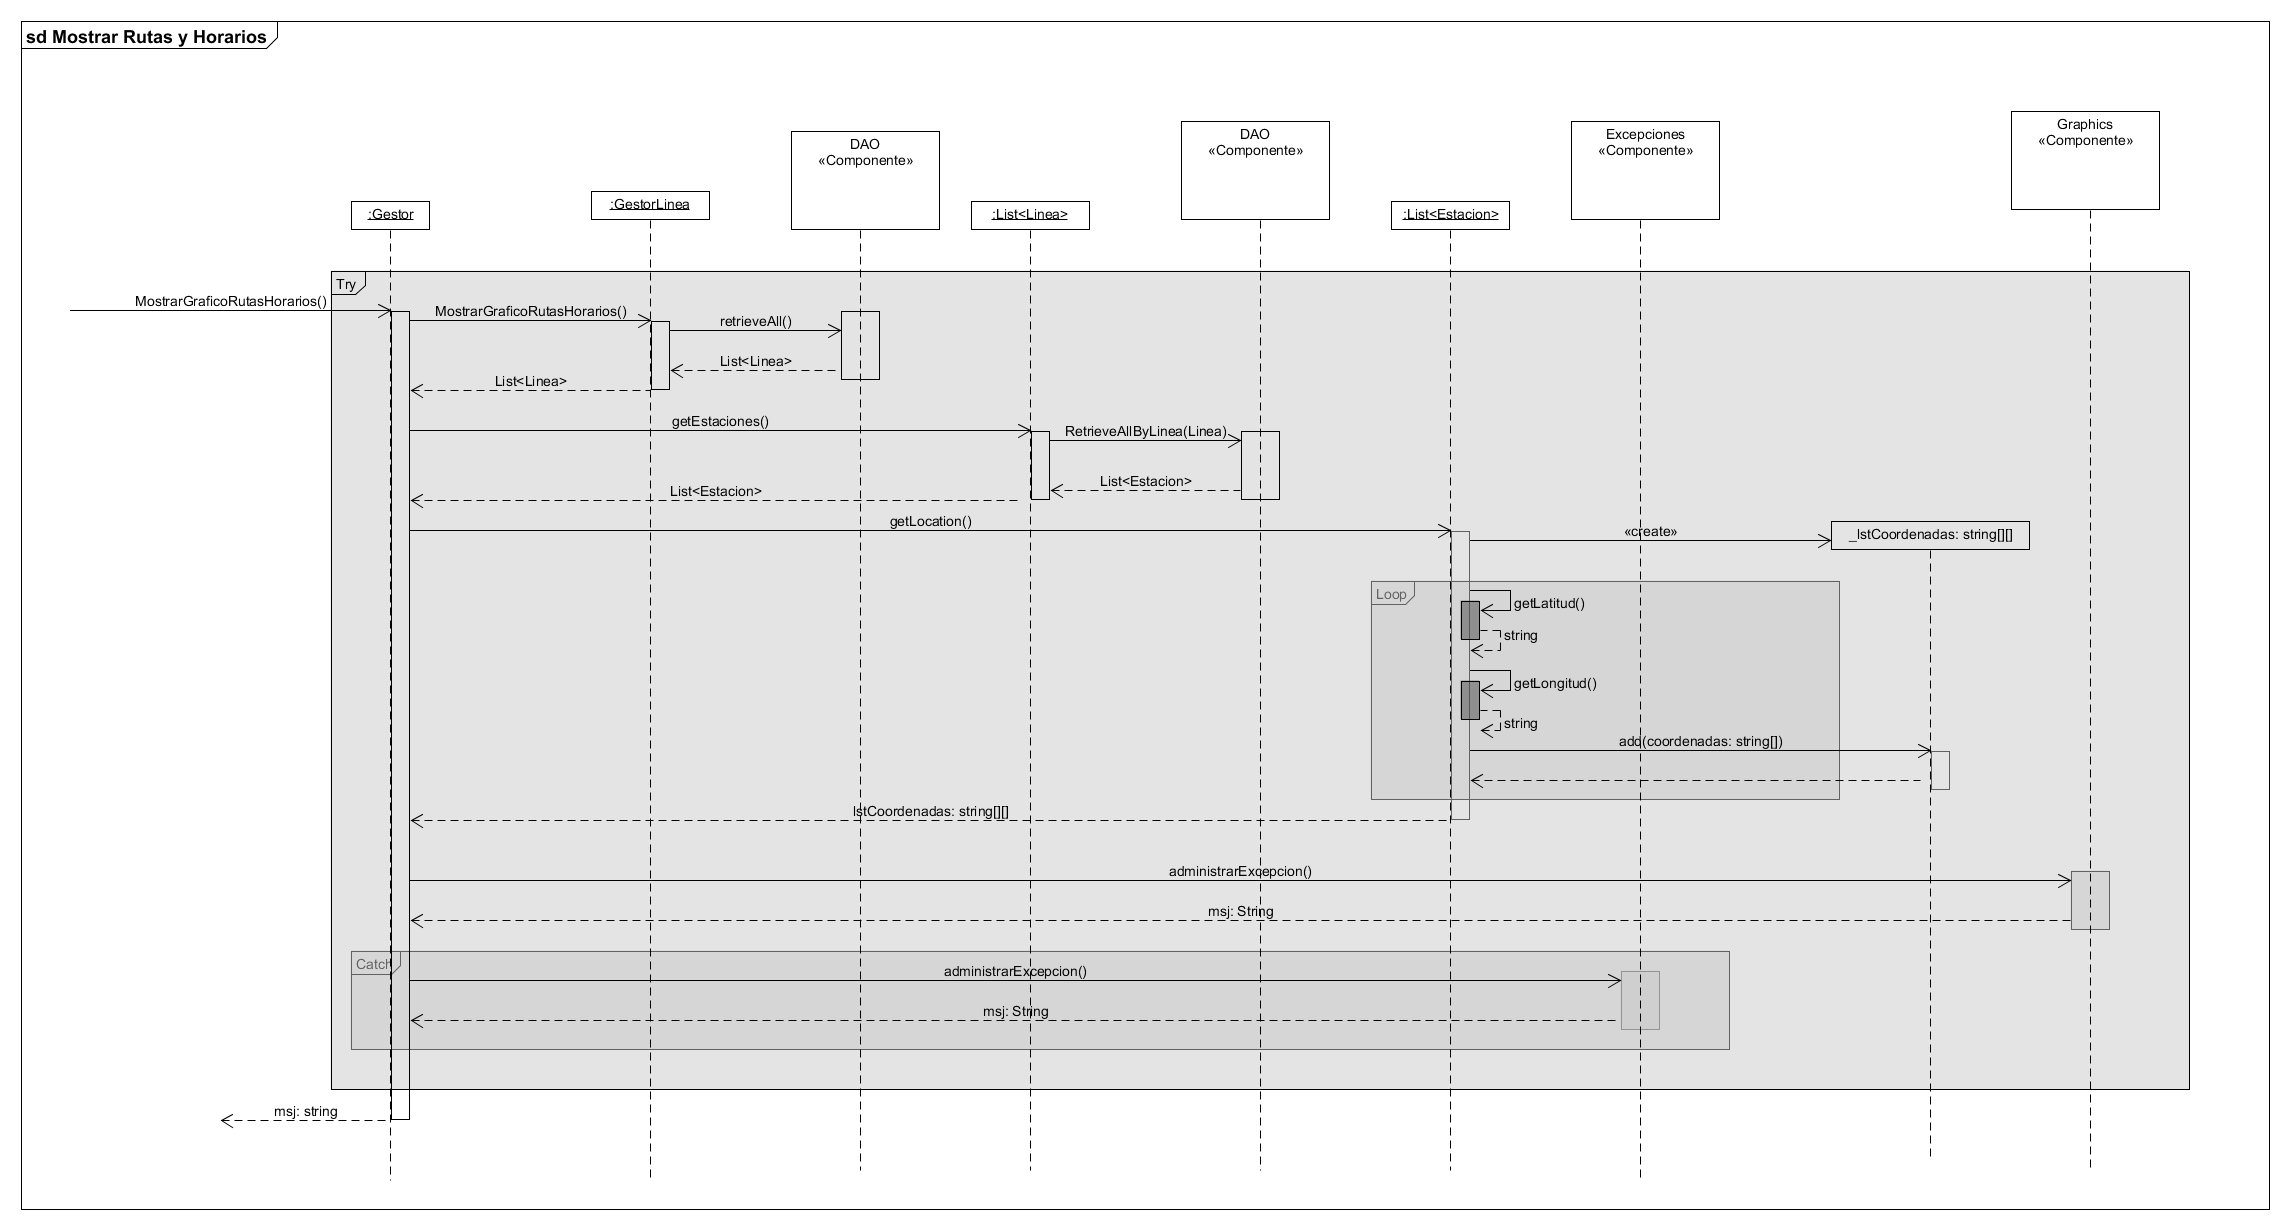 sd Mostrar Rutas y Horarios
Graphics
«Componente»
DAO
«Componente»
Excepciones
«Componente»
DAO
«Componente»
:GestorLinea
:Gestor
:List<Linea>
:List<Estacion>
Try
MostrarGraficoRutasHorarios()
MostrarGraficoRutasHorarios()
retrieveAll()
List<Linea>
List<Linea>
getEstaciones()
RetrieveAllByLinea(Linea)
List<Estacion>
List<Estacion>
getLocation()
«create»
_lstCoordenadas: string[][]
Loop
getLatitud()
string
getLongitud()
string
add(coordenadas: string[])
lstCoordenadas: string[][]
administrarExcepcion()
msj: String
Catch
administrarExcepcion()
msj: String
msj: string